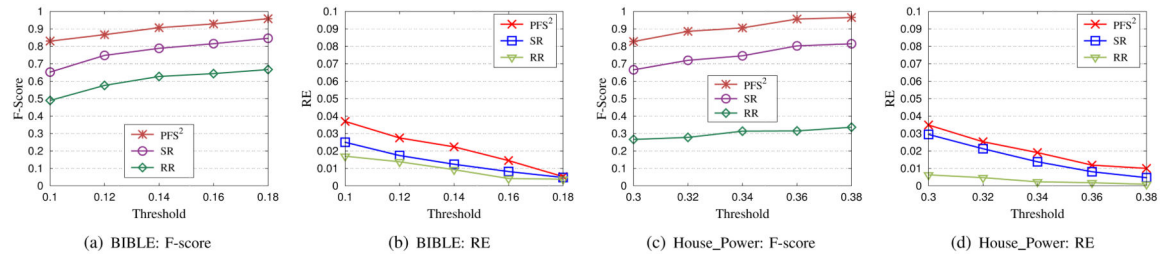 1
0.9
0.8
0.7
0.6
0.5
0.4
0.3
0.2
0.1
0
F-Score
PFS2
SR
RR
0.1 0.12 0.14 0.16 0.18
Threshold
(a) BIBLE: F-score
0.1
0.09
0.08
0.07
0.06
0.05
0.04
0.03
0.02
0.01
0
RE
PFS2
SR
RR
0.1 0.12 0.14 0.16 0.18
Threshold
(b) BIBLE: RE
1
0.9
0.8
0.7
0.6
0.5
0.4
0.3
0.2
0.1
0
F-Score
PFS2
SR
RR
0.3 0.32 0.34 0.36 0.38
Threshold
(c) House_Power: F-score
0.1
0.09
0.08
0.07
0.06
0.05
0.04
0.03
0.02
0.01
0
RE
PFS2
SR
RR
0.3 0.32 0.34 0.36 0.38
Threshold
(d) House_Power: RE